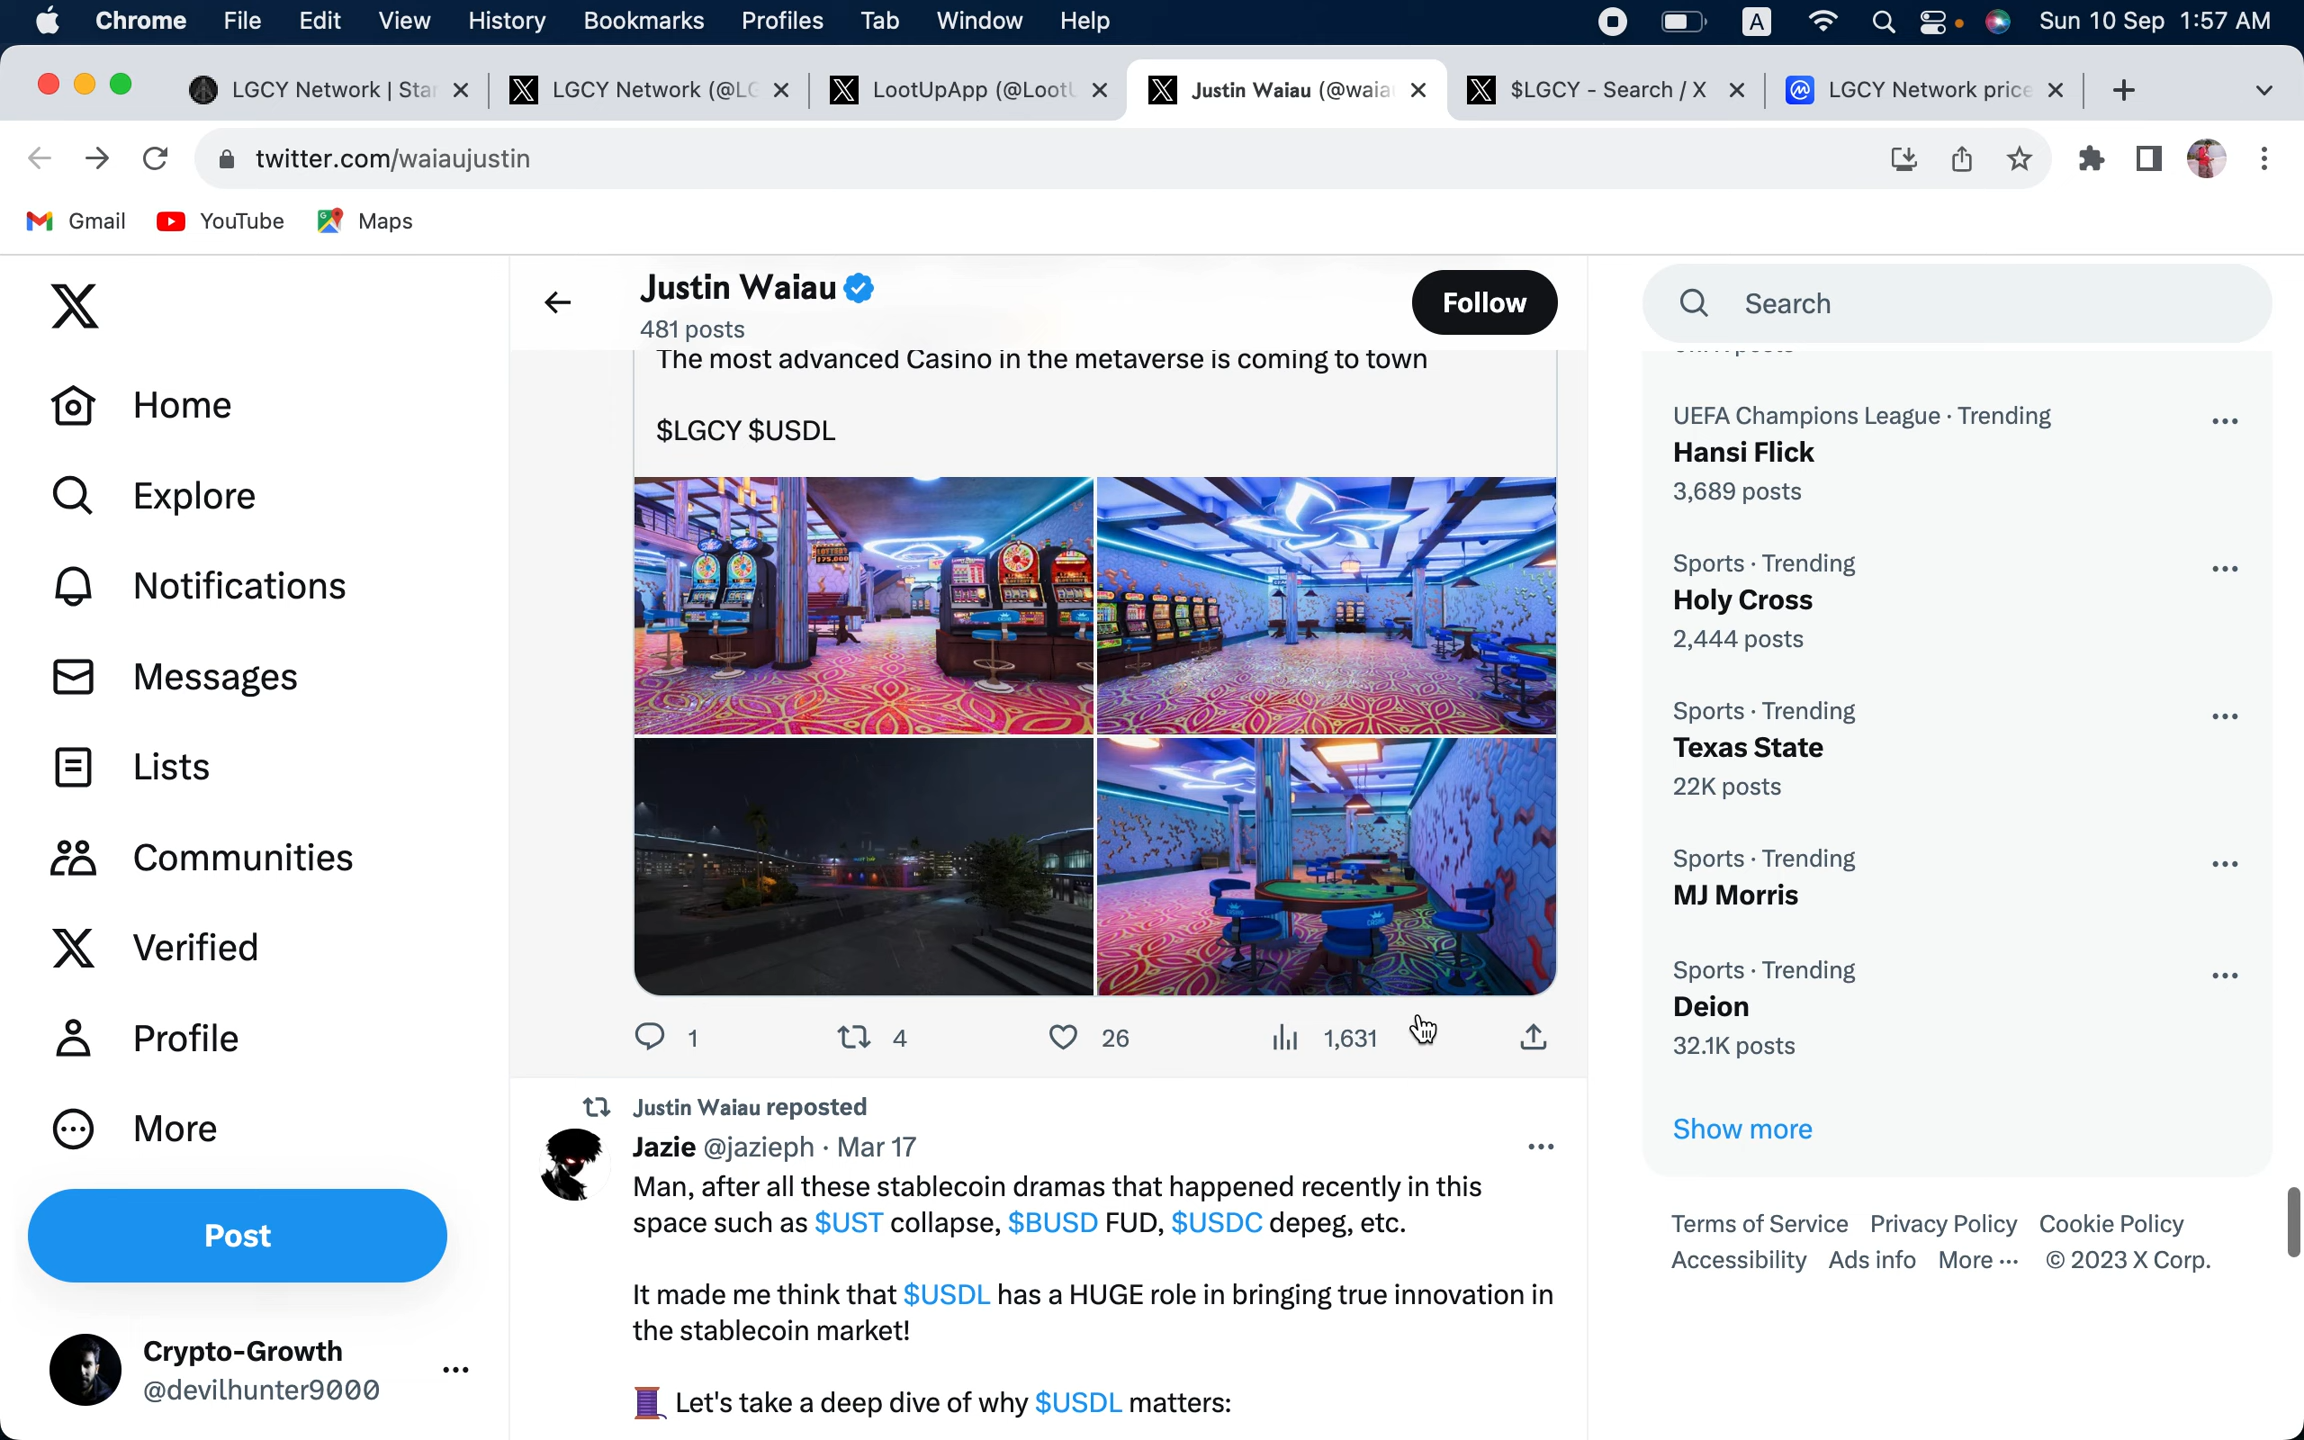 Chrome File Edit View History Bookmarks Profiles Tab Window Help A Sun 10 Sep 1:57 AM
LGCY Network | Star LGCY Network (@LG LootUpApp (@Loot Justin Waiau (@waia $LGCY - Search / X LGCY Network price
twitter.com/waiaujustin
Gmail YouTube Maps
Home
Explore
Notifications
Messages
Lists
Communities
Verified
Profile
More
Post
Crypto-Growth
@devilhunter9000
Justin Waiau
481 posts
Follow
The most advanced Casino in the metaverse is coming to town
$LGCY $USDL
1 4 26 1,631
Justin Waiau reposted
Jazie @jazieph · Mar 17
Man, after all these stablecoin dramas that happened recently in this
space such as $UST collapse, $BUSD FUD, $USDC depeg, etc.
It made me think that $USDL has a HUGE role in bringing true innovation in
the stablecoin market!
Let's take a deep dive of why $USDL matters:
Search
UEFA Champions League · Trending
Hansi Flick
3,689 posts
Sports · Trending
Holy Cross
2,444 posts
Sports · Trending
Texas State
22K posts
Sports · Trending
MJ Morris
Sports · Trending
Deion
32.1K posts
Show more
Terms of Service Privacy Policy Cookie Policy
Accessibility Ads info More ··· © 2023 X Corp.